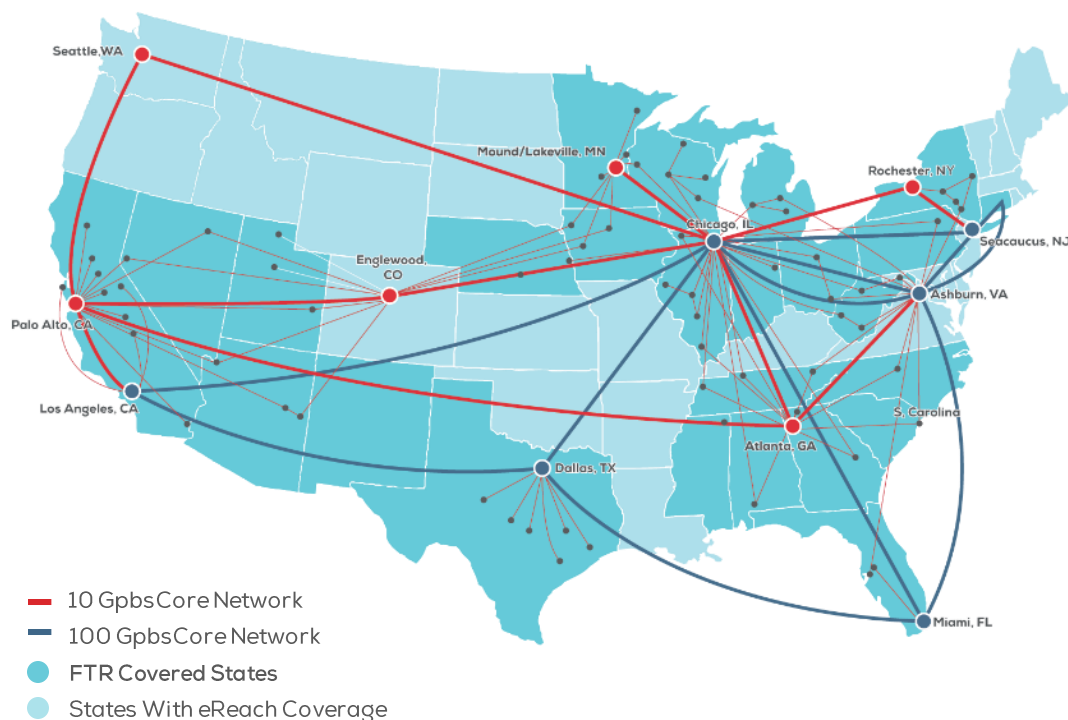 Seattle,WA
Mound/Lakeville, MN
Rochester, NY
Chicago, IL
Seacaucus, NJ
Englewood,
CO
Ashburn, VA
Palo Alto, CA
Los Angeles, CA
S. Carolina
Atlanta, GA
Dallas, TX
Miami, FL
10 GpbsCore Network
100 GpbsCore Network
FTR Covered States
States With eReach Coverage